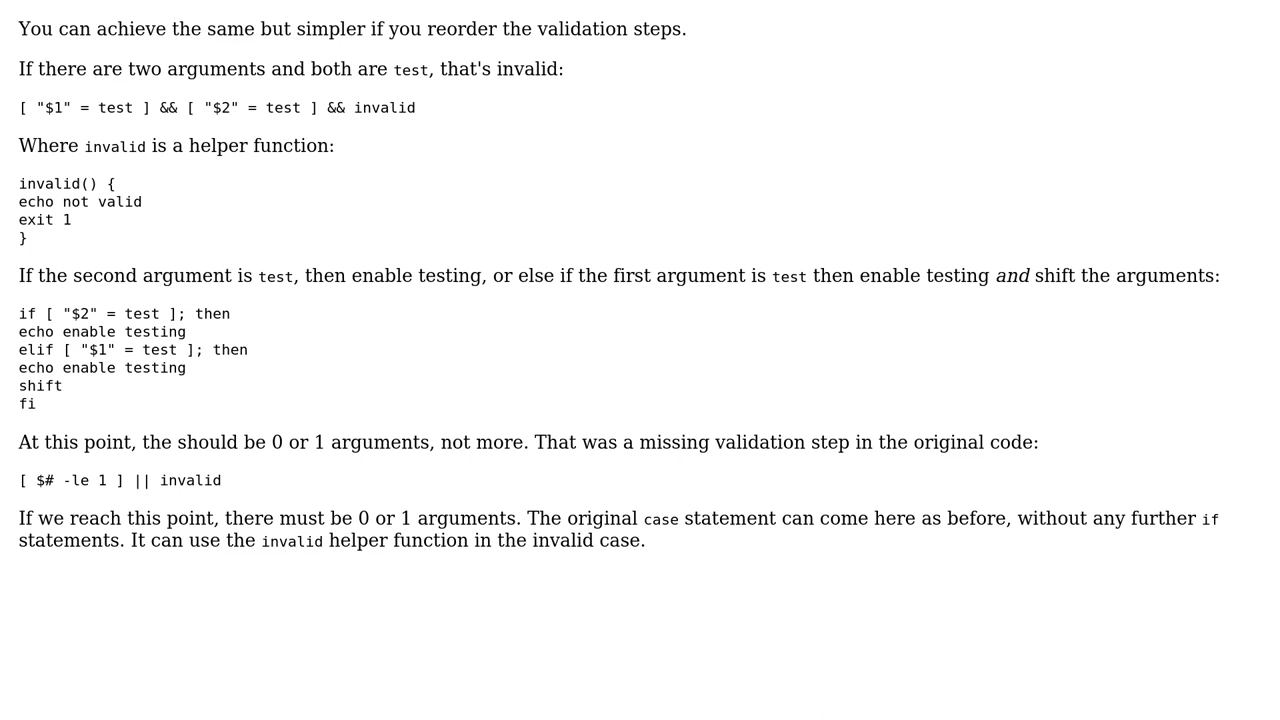 You can achieve the same but simpler if you reorder the validation steps.
If there are two arguments and both are test, that's invalid:
[ "$1" = test ] && [ "$2" = test ] && invalid
Where invalid is a helper function:
invalid() {
echo not valid
exit 1
}
If the second argument is test, then enable testing, or else if the first argument is test then enable testing and shift the arguments:
if [ "$2" = test ]; then
echo enable testing
elif [ "$1" = test ]; then
echo enable testing
shift
fi
At this point, the should be 0 or 1 arguments, not more. That was a missing validation step in the original code:
[ $# -le 1 ] || invalid
If we reach this point, there must be 0 or 1 arguments. The original case statement can come here as before, without any further if
statements. It can use the invalid helper function in the invalid case.